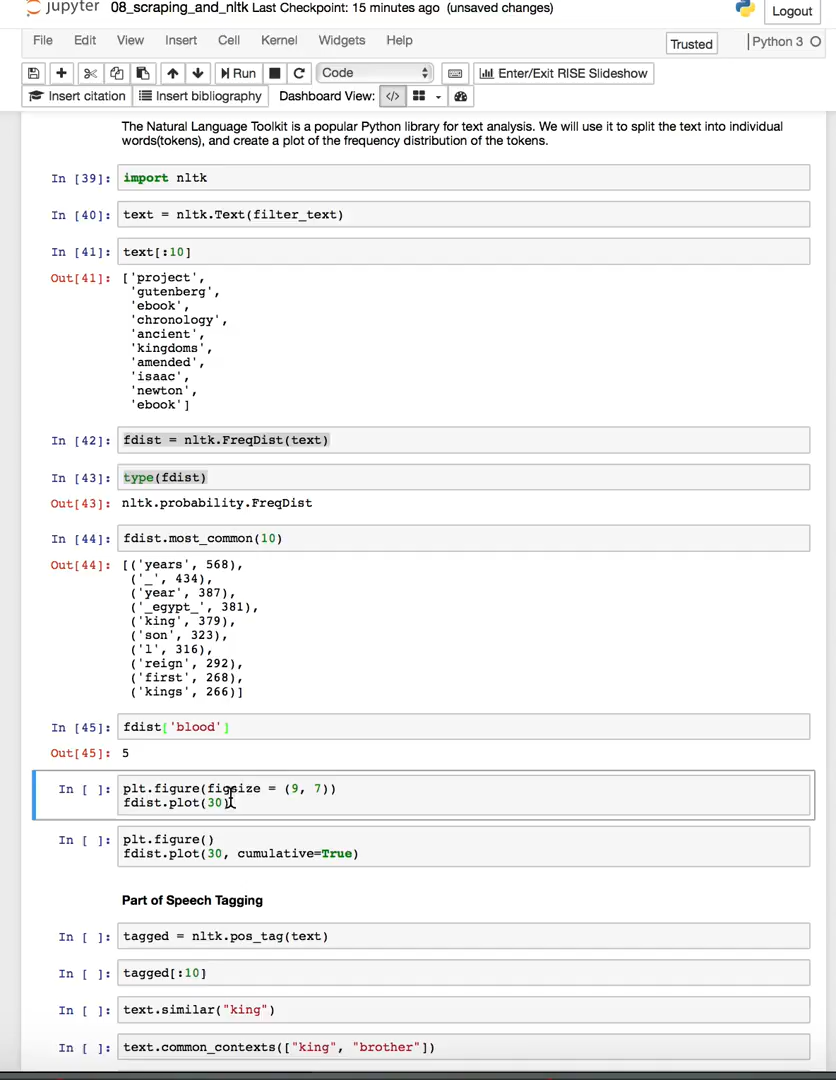 jupyter 08_scraping_and_nltk Last Checkpoint: 15 minutes ago (unsaved changes) Logout
File Edit View Insert Cell Kernel Widgets Help Trusted Python 3
Run Code Enter/Exit RISE Slideshow
Insert citation Insert bibliography Dashboard View:
The Natural Language Toolkit is a popular Python library for text analysis. We will use it to split the text into individual
words(tokens), and create a plot of the frequency distribution of the tokens.
In [39]: import nltk
In [40]: text = nltk.Text(filter_text)
In [41]: text[:10]
Out[41]: ['project',
'gutenberg',
'ebook',
'chronology',
'ancient',
'kingdoms',
'amended',
'isaac',
'newton',
'ebook']
In [42]: fdist = nltk.FreqDist(text)
In [43]: type(fdist)
Out[43]: nltk.probability.FreqDist
In [44]: fdist.most_common(10)
Out[44]: [('years', 568),
('_', 434),
('year', 387),
('_egypt_', 381),
('king', 379),
('son', 323),
('l', 316),
('reign', 292),
('first', 268),
('kings', 266)]
In [45]: fdist['blood']
Out[45]: 5
In [ ]: plt.figure(figsize = (9, 7))
fdist.plot(30)
In [ ]: plt.figure()
fdist.plot(30, cumulative=True)
Part of Speech Tagging
In [ ]: tagged = nltk.pos_tag(text)
In [ ]: tagged[:10]
In [ ]: text.similar("king")
In [ ]: text.common_contexts(["king", "brother"])